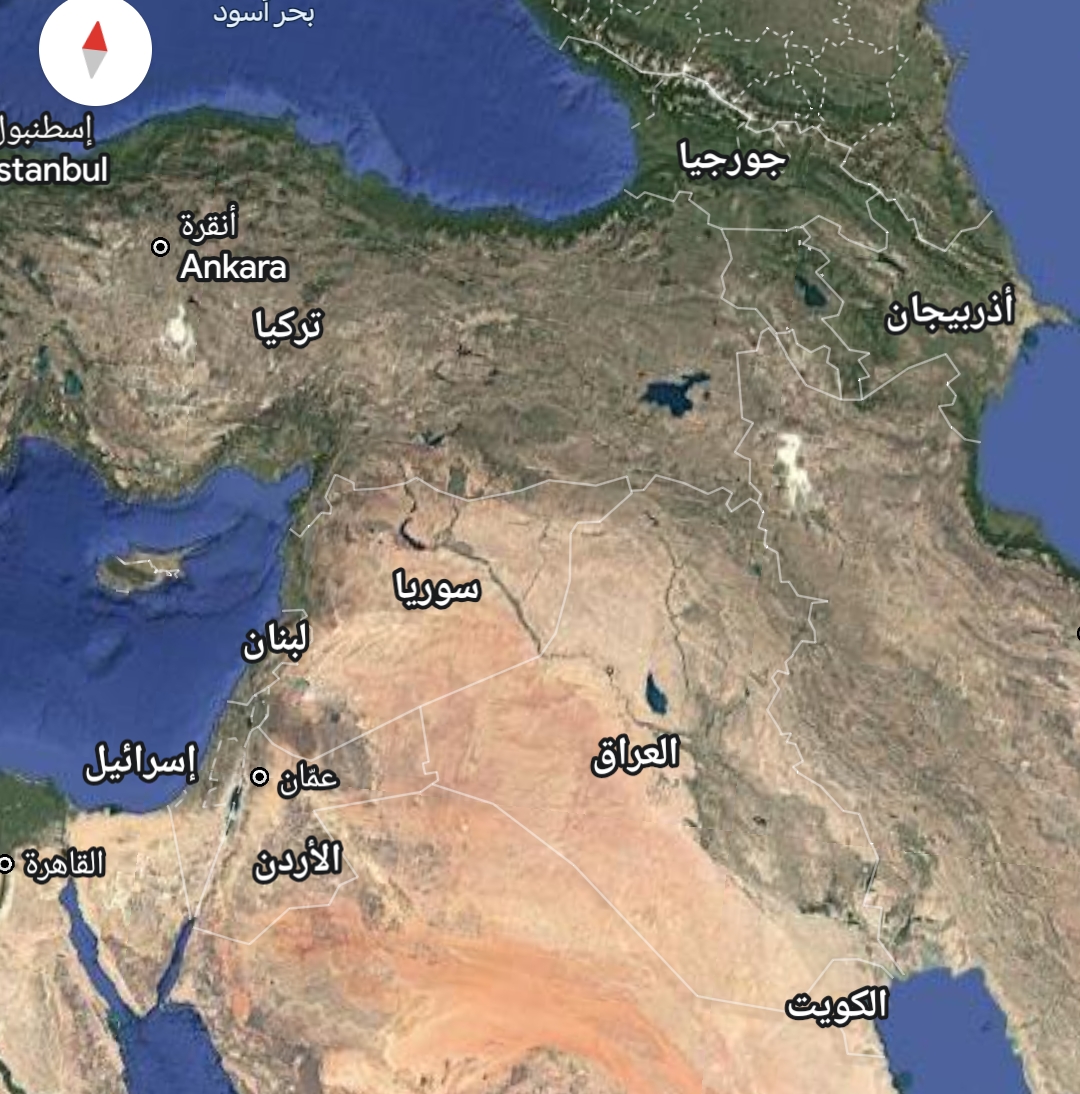 بحر أسود
إسطنبول
stanbul
جورجيا
أنقرة
Ankara
أذربيجان
تركيا
سوريا
لبنان
العراق
إسرائيل
عمّان
الأردن
القاهرة
الكويت